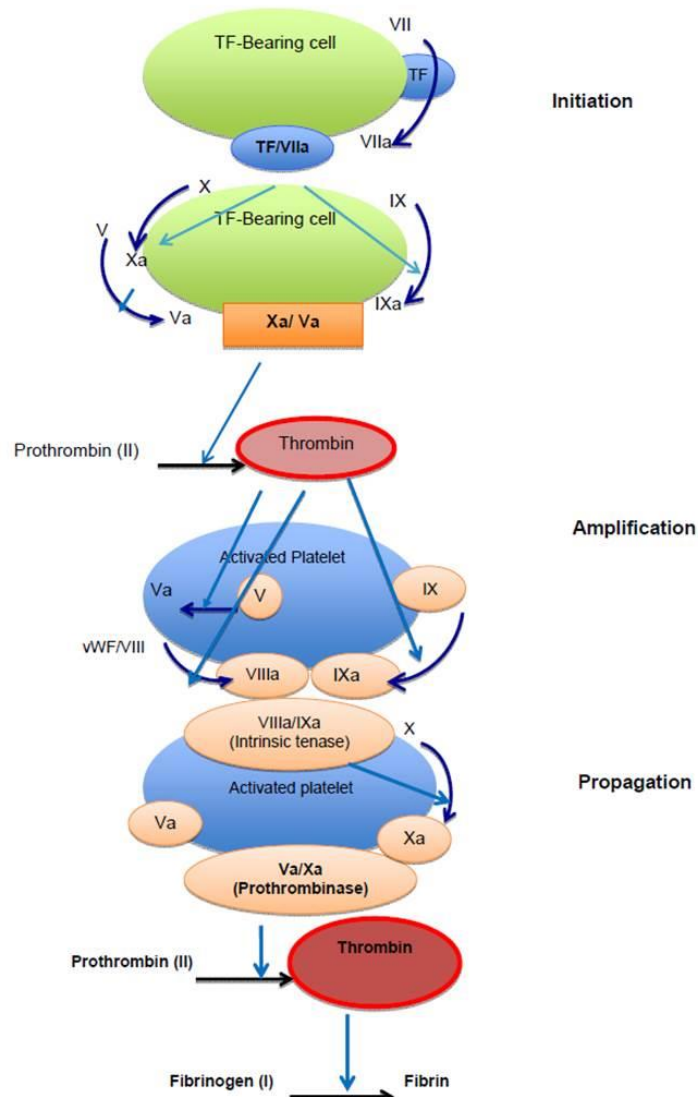 TF-Bearing cell
VII
TF
Initiation
VIIa
TF/VIIa
X
IX
TF-Bearing cell
V
Xa
IXa
Va
Xa/ Va
Prothrombin (II)
Thrombin
Amplification
Activated Platelet
Va
V
IX
vWF/VIII
VIIIa
IXa
VIIIa/IXa
(Intrinsic tenase)
X
Activated platelet
Propagation
Va
Xa
Va/Xa
(Prothrombinase)
Thrombin
Prothrombin (II)
Fibrinogen (I)
Fibrin